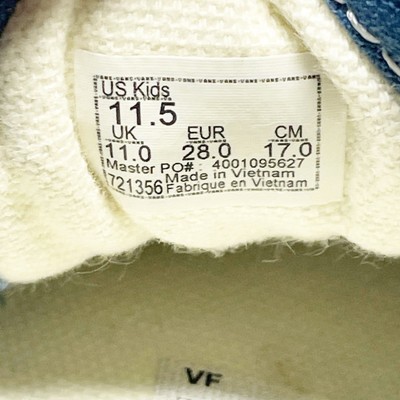 US Kids
11.5
UK EUR CM
11.0 28.0 17.0
Master PO#: 4001095627
721356 Made in Vietnam
Fabrique en Vietnam
VF